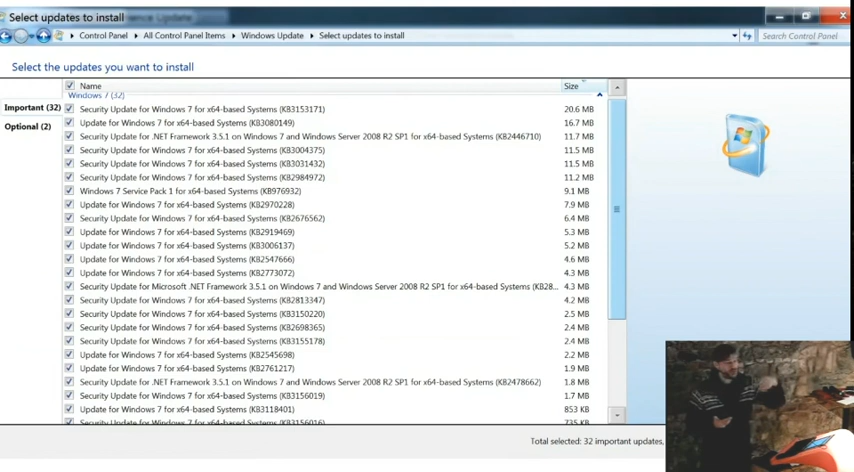 Select updates to install
Control Panel All Control Panel Items Windows Update Select updates to install
Search Control Panel
Select the updates you want to install
Name Size
Windows 7 (32)
Important (32)
Optional (2)
Security Update for Windows 7 for x64-based Systems (KB3153171) 20.6 MB
Update for Windows 7 for x64-based Systems (KB3080149) 16.7 MB
Security Update for .NET Framework 3.5.1 on Windows 7 and Windows Server 2008 R2 SP1 for x64-based Systems (KB2446710) 11.7 MB
Security Update for Windows 7 for x64-based Systems (KB3004375) 11.5 MB
Security Update for Windows 7 for x64-based Systems (KB3031432) 11.5 MB
Security Update for Windows 7 for x64-based Systems (KB2984972) 11.2 MB
Windows 7 Service Pack 1 for x64-based Systems (KB976932) 9.1 MB
Update for Windows 7 for x64-based Systems (KB2970228) 7.9 MB
Security Update for Windows 7 for x64-based Systems (KB2676562) 6.4 MB
Update for Windows 7 for x64-based Systems (KB2919469) 5.3 MB
Update for Windows 7 for x64-based Systems (KB3006137) 5.2 MB
Update for Windows 7 for x64-based Systems (KB2547666) 4.6 MB
Update for Windows 7 for x64-based Systems (KB2773072) 4.3 MB
Security Update for Microsoft .NET Framework 3.5.1 on Windows 7 and Windows Server 2008 R2 SP1 for x64-based Systems (KB28... 4.3 MB
Security Update for Windows 7 for x64-based Systems (KB2813347) 4.2 MB
Security Update for Windows 7 for x64-based Systems (KB3150220) 2.5 MB
Security Update for Windows 7 for x64-based Systems (KB2698365) 2.4 MB
Security Update for Windows 7 for x64-based Systems (KB3155178) 2.4 MB
Update for Windows 7 for x64-based Systems (KB2545698) 2.2 MB
Update for Windows 7 for x64-based Systems (KB2761217) 1.9 MB
Security Update for .NET Framework 3.5.1 on Windows 7 and Windows Server 2008 R2 SP1 for x64-based Systems (KB2478662) 1.8 MB
Security Update for Windows 7 for x64-based Systems (KB3156019) 1.7 MB
Update for Windows 7 for x64-based Systems (KB3118401) 853 KB
Security Update for Windows 7 for x64-based Systems (KB3156016) 735 KB
Total selected: 32 important updates,